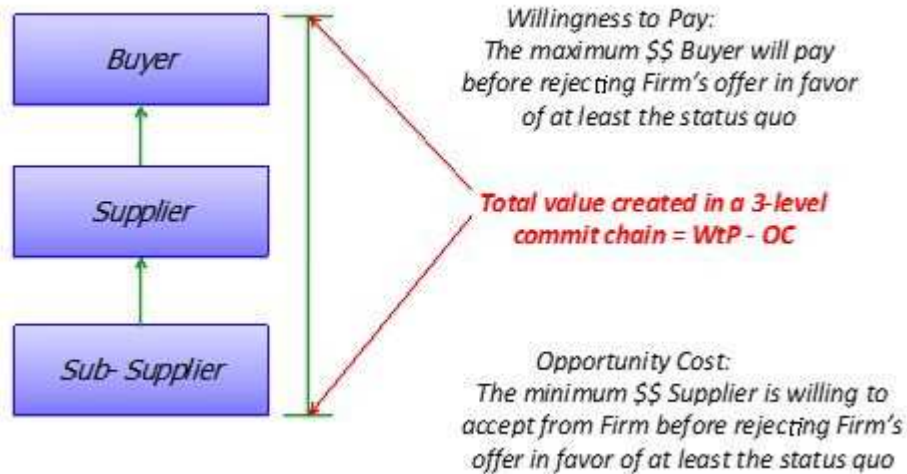 Buyer
Supplier
Sub- Supplier
Willingness to Pay:
The maximum $$ Buyer will pay
before rejecting Firm's offer in favor
of at least the status quo
Total value created in a 3-level
commit chain = WtP - OC
Opportunity Cost:
The minimum $$ Supplier is willing to
accept from Firm before rejecting Firm's
offer in favor of at least the status quo